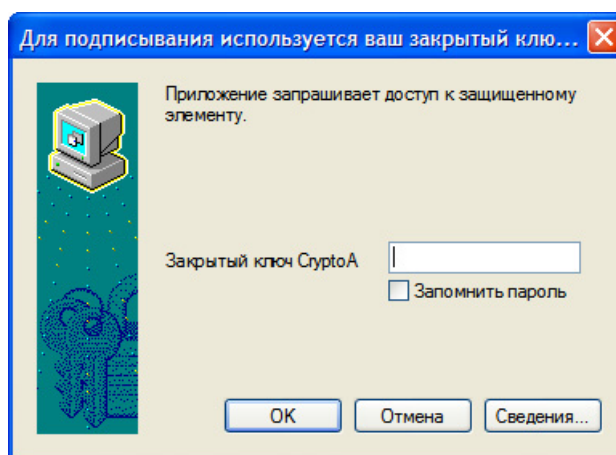 Для подписывания используется ваш закрытый клю...
Приложение запрашивает доступ к защищенному
элементу.
Закрытый ключ CryptoA
Запомнить пароль
OK
Отмена
Сведения...